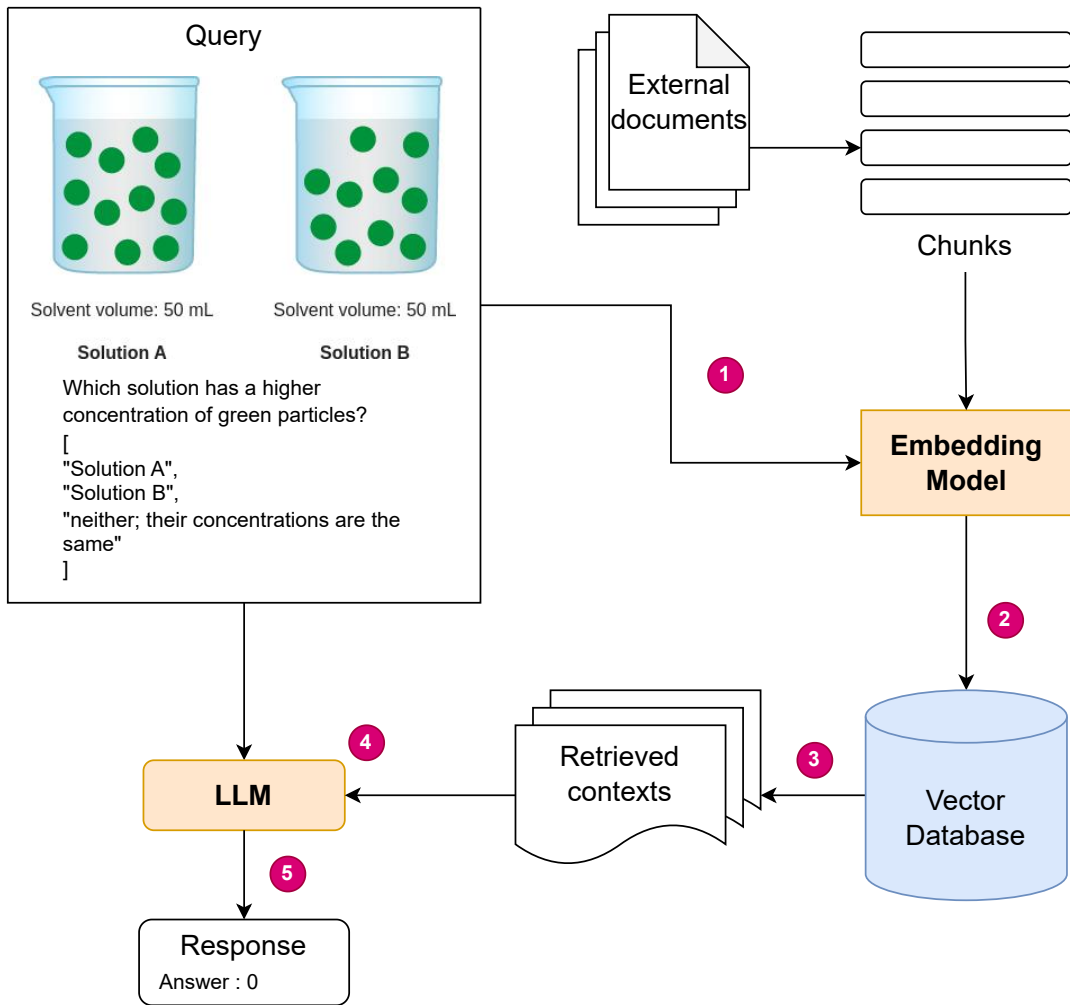 Query
Solvent volume: 50 mL
Solvent volume: 50 mL
Solution A
Solution B
Which solution has a higher
concentration of green particles?
[
"Solution A",
"Solution B",
"neither; their concentrations are the
same"
]
External
documents
Chunks
1
Embedding
Model
2
Vector
Database
3
Retrieved
contexts
4
LLM
5
Response
Answer : 0